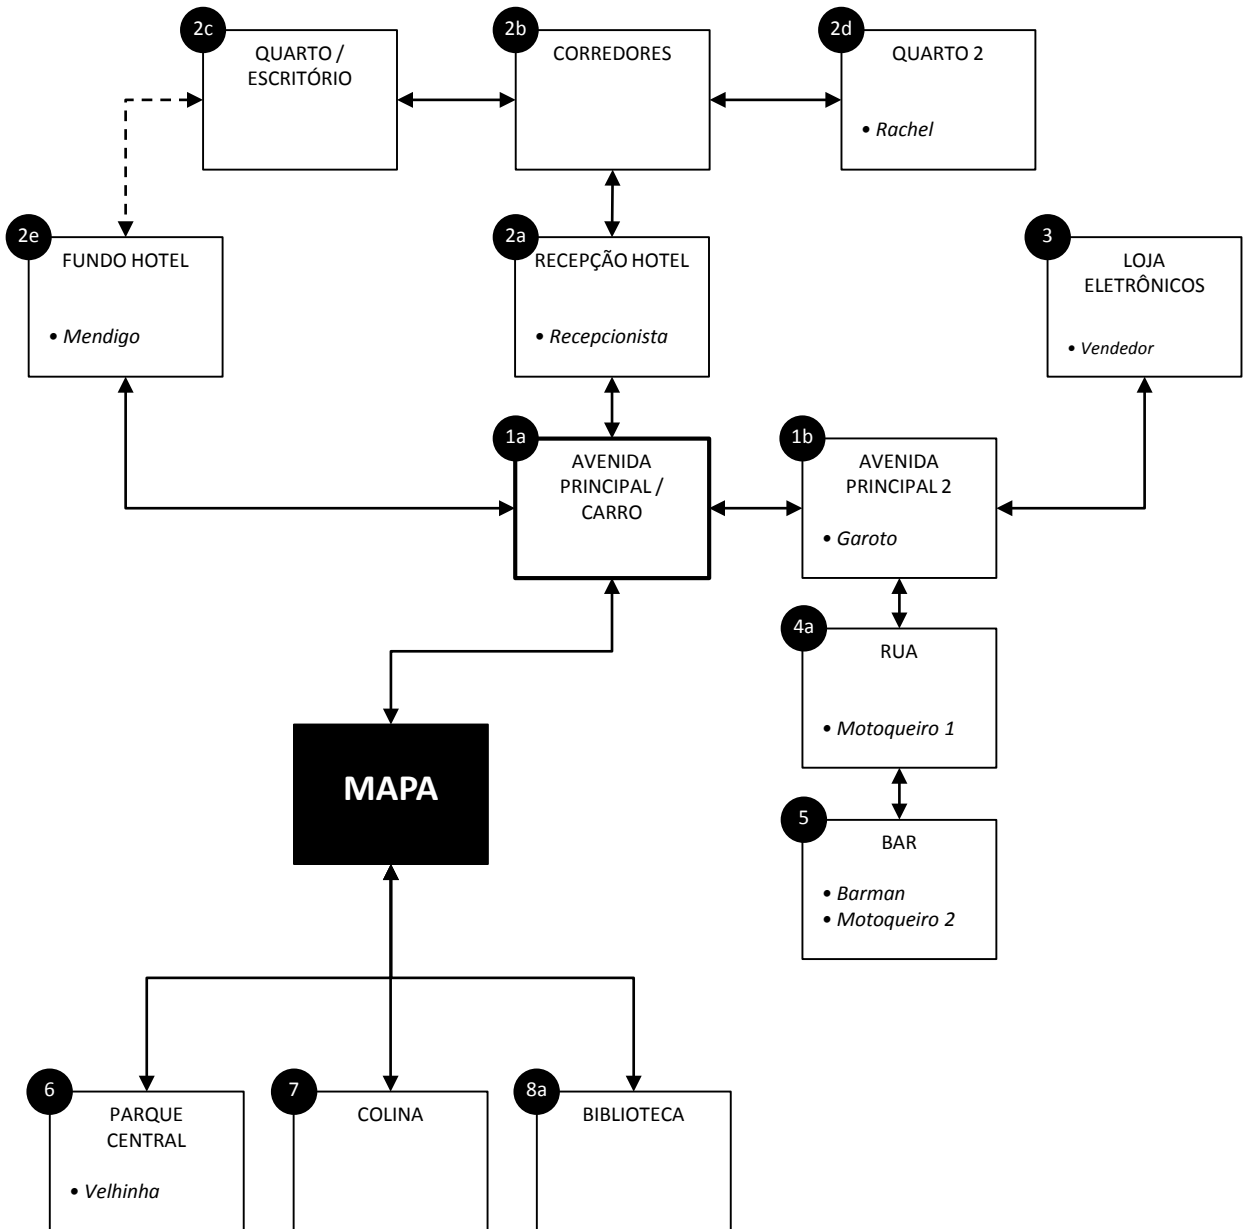 2c
QUARTO /
ESCRITÓRIO
2b
CORREDORES
2d
QUARTO 2
• Rachel
2e
FUNDO HOTEL
• Mendigo
2a
RECEPÇÃO HOTEL
• Recepcionista
3
LOJA
ELETRÔNICOS
• Vendedor
1a
AVENIDA
PRINCIPAL /
CARRO
1b
AVENIDA
PRINCIPAL 2
• Garoto
4a
RUA
• Motoqueiro 1
MAPA
5
BAR
• Barman
• Motoqueiro 2
6
PARQUE
CENTRAL
• Velhinha
7
COLINA
8a
BIBLIOTECA